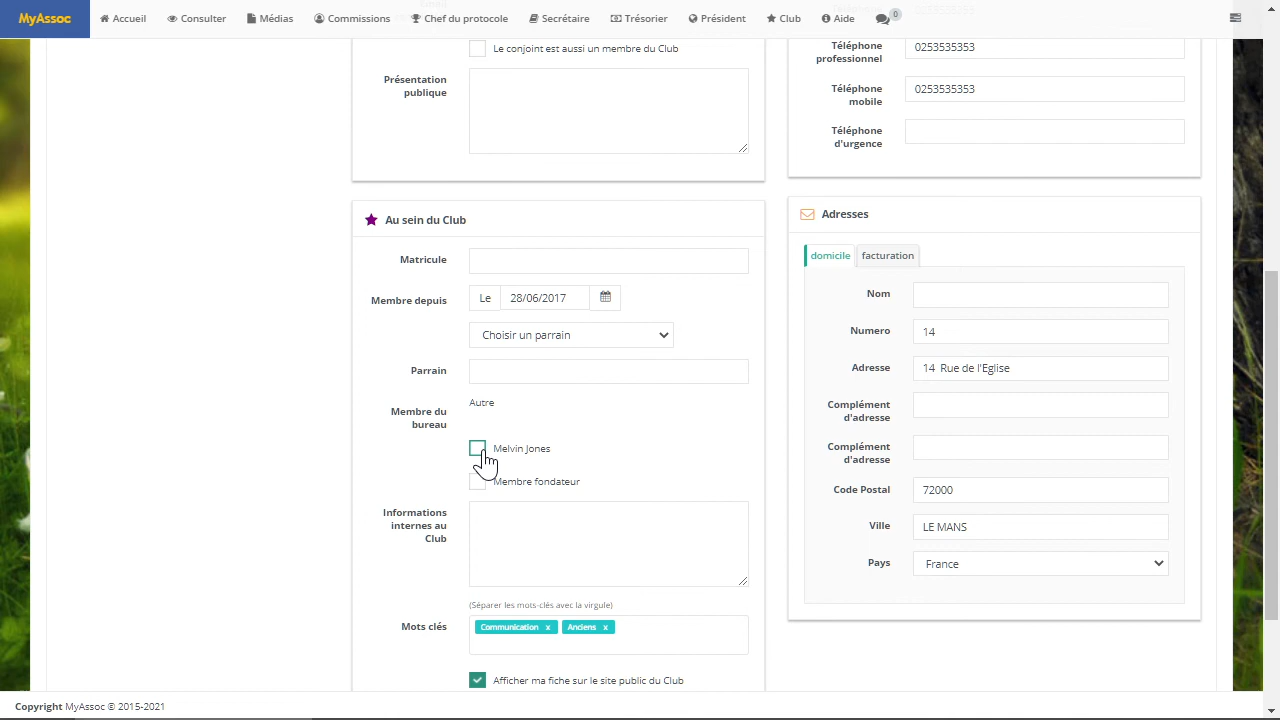 MyAssoc
Accueil
Consulter
Médias
Commissions
Chef du protocole
Secrétaire
Trésorier
Président
Club
Aide
0
Le conjoint est aussi un membre du Club
Présentation
publique
Téléphone
professionnel
0253535353
Téléphone
mobile
0253535353
Téléphone
d'urgence
Au sein du Club
Matricule
Membre depuis
Le
28/06/2017
Choisir un parrain
Parrain
Autre
Membre du
bureau
Melvin Jones
Membre fondateur
Informations
internes au
Club
(Séparer les mots-clés avec la virgule)
Mots clés
Communication x
Anciens x
Afficher ma fiche sur le site public du Club
Adresses
domicile
facturation
Nom
Numero
14
Adresse
14 Rue de l'Eglise
Complément
d'adresse
Complément
d'adresse
Code Postal
72000
Ville
LE MANS
Pays
France
Copyright MyAssoc © 2015-2021